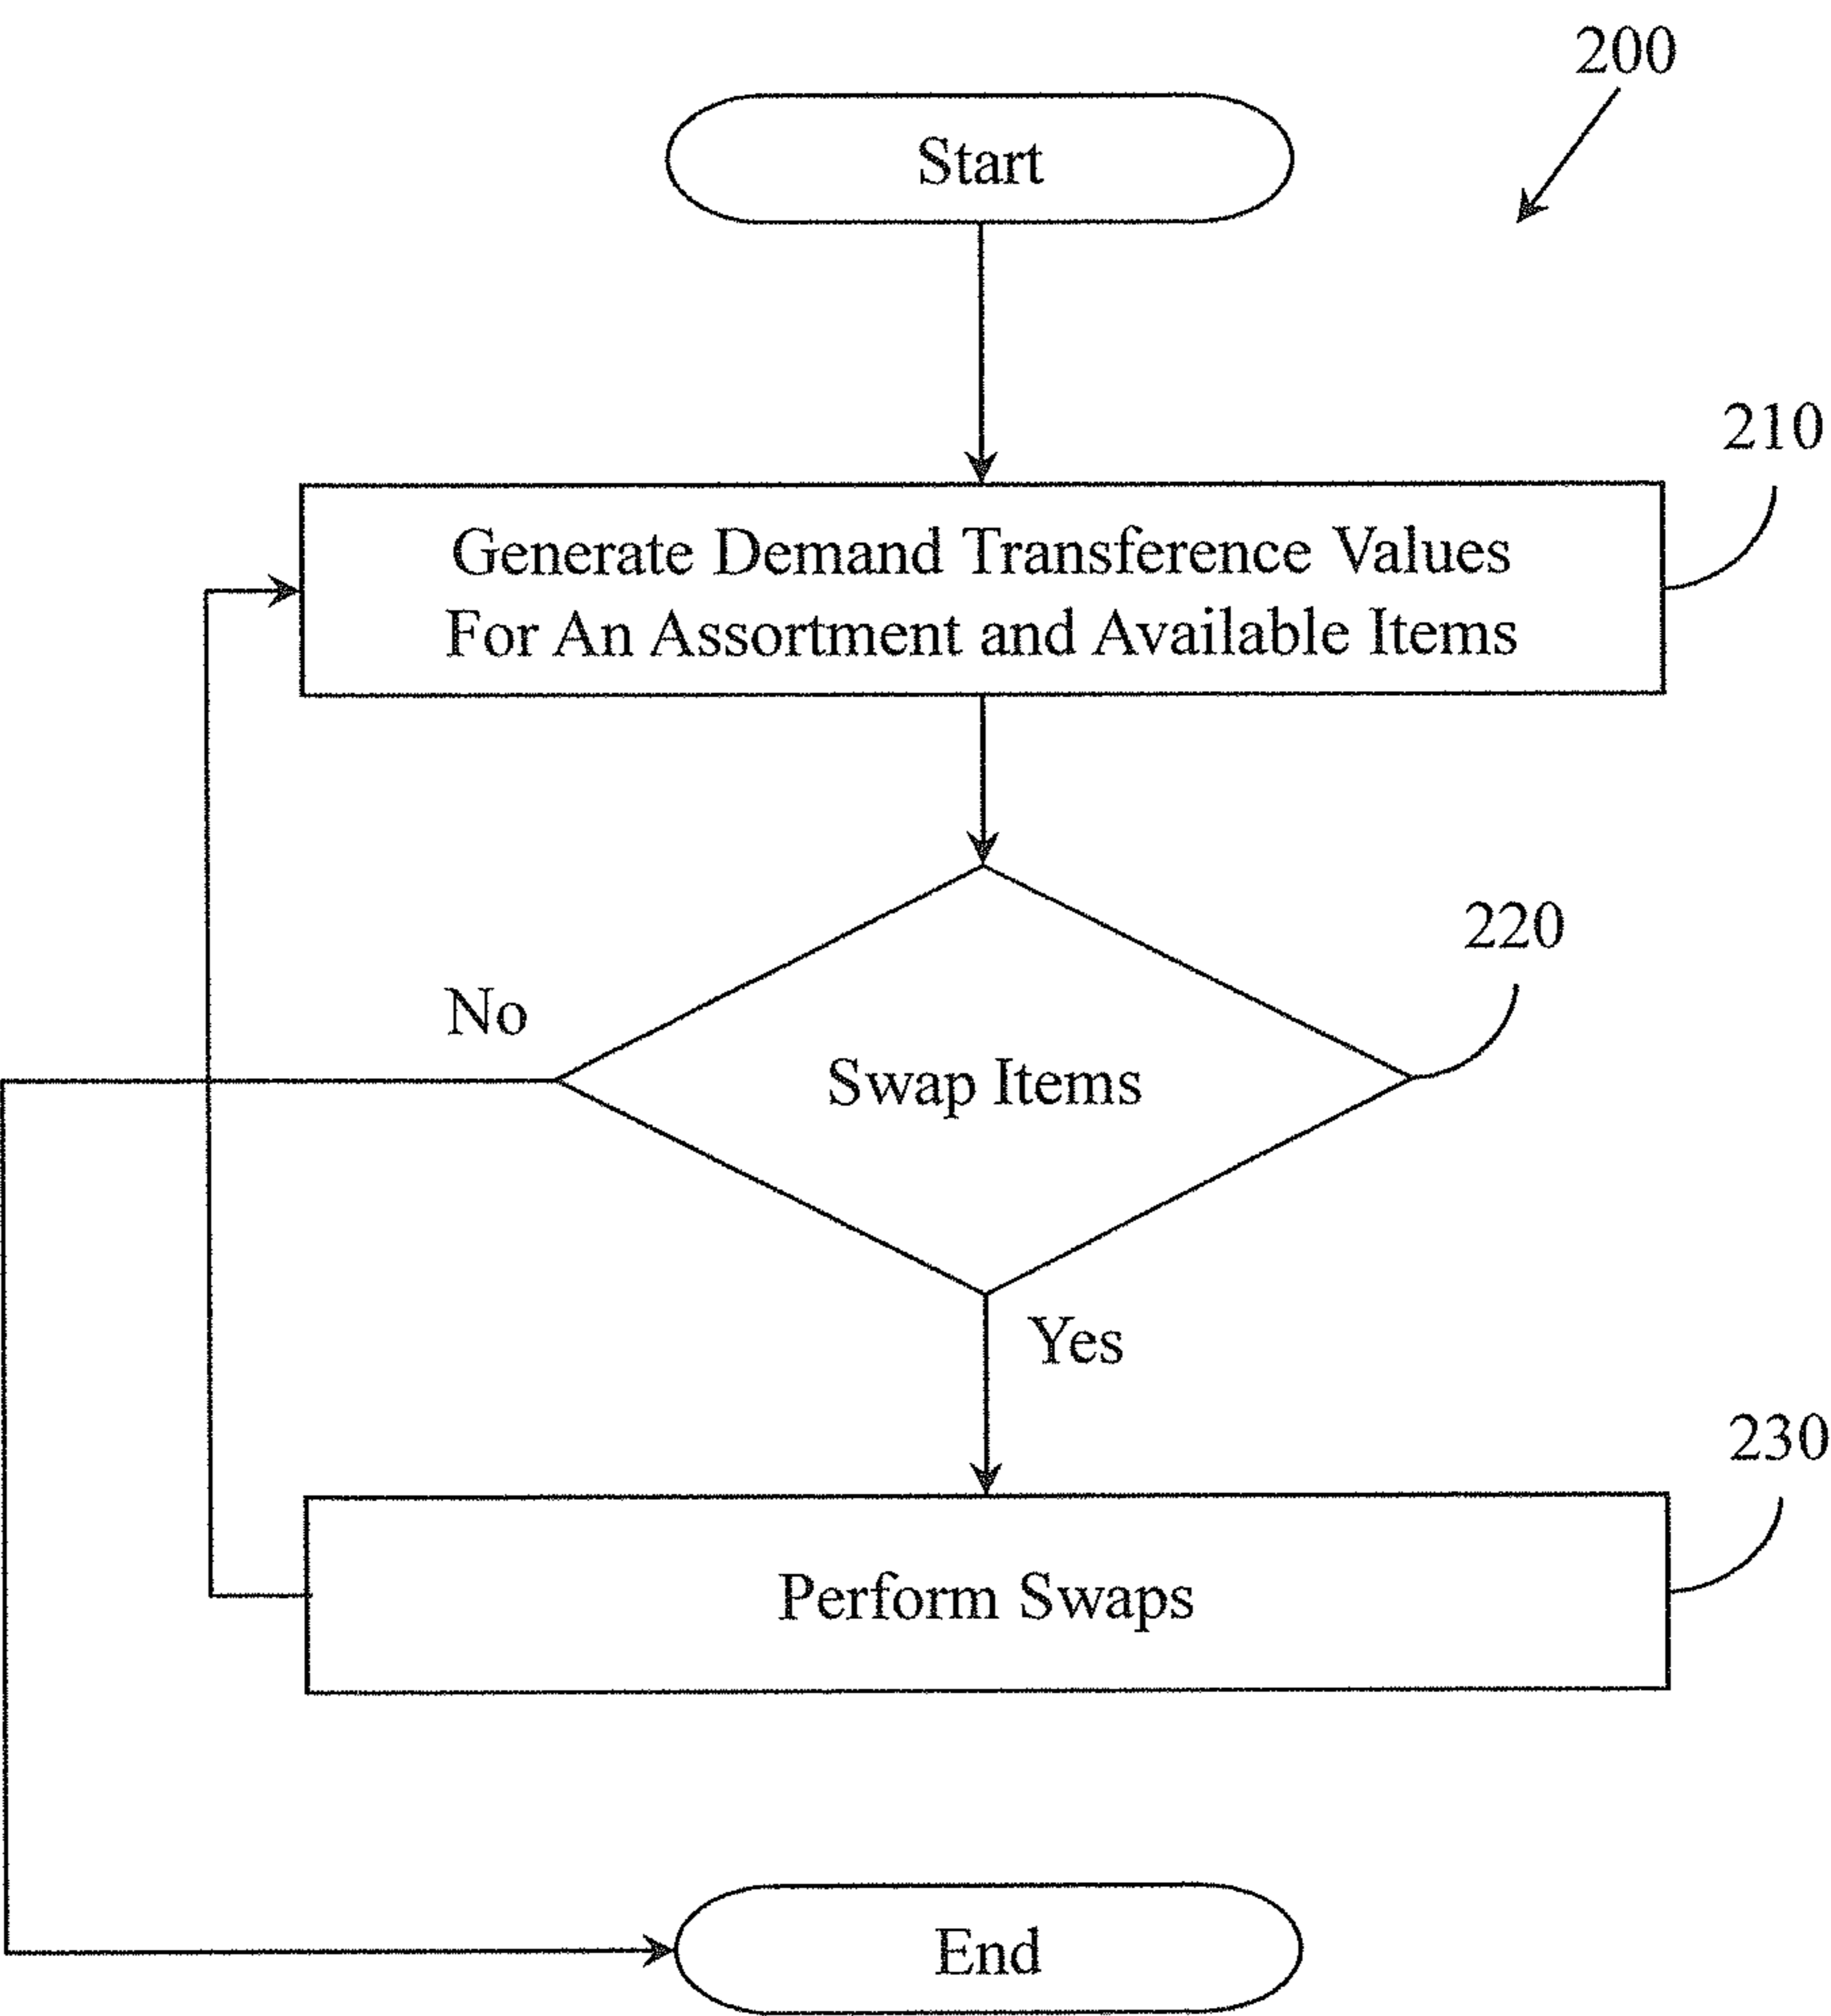 200
Start
210
Generate Demand Transference Values
For An Assortment and Available Items
220
No
Swap Items
Yes
230
Perform Swaps
End